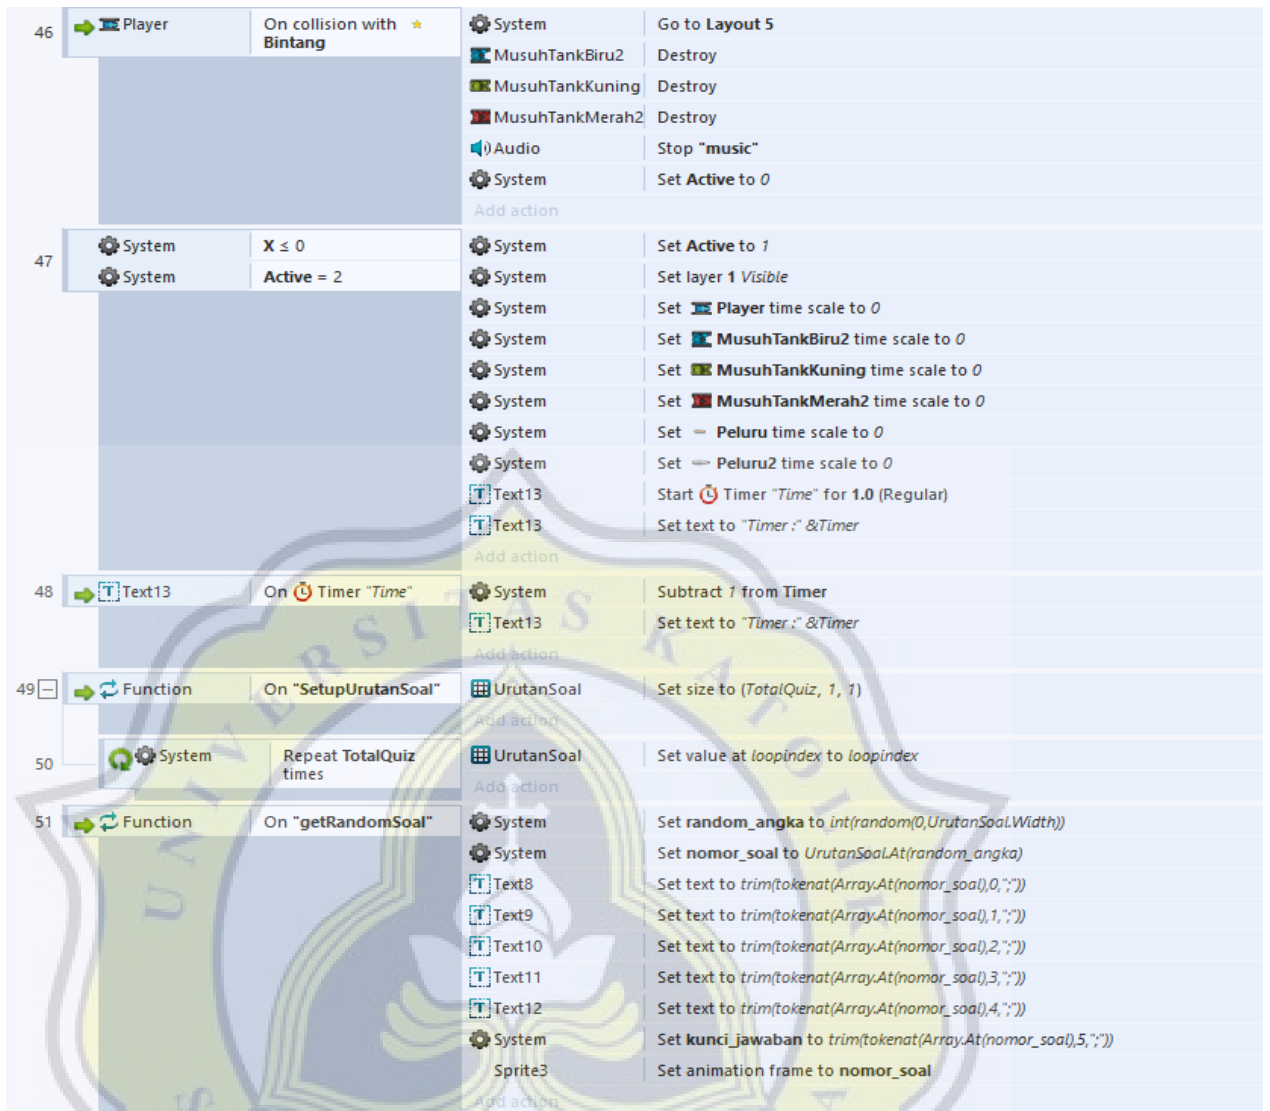 46 Player On collision with Bintang System Go to Layout 5
MusuhTankBiru2 Destroy
MusuhTankKuning Destroy
MusuhTankMerah2 Destroy
Audio Stop "music"
System Set Active to 0
Add action
47 System X ≤ 0 System Set Active to 1
System Active = 2 System Set layer 1 Visible
System Set Player time scale to 0
System Set MusuhTankBiru2 time scale to 0
System Set MusuhTankKuning time scale to 0
System Set MusuhTankMerah2 time scale to 0
System Set Peluru time scale to 0
System Set Peluru2 time scale to 0
Text13 Start Timer "Time" for 1.0 (Regular)
Text13 Set text to "Timer :" &Timer
Add action
48 Text13 On Timer "Time" System Subtract 1 from Timer
Text13 Set text to "Timer :" &Timer
Add action
49 Function On "SetupUrutanSoal" UrutanSoal Set size to (TotalQuiz, 1, 1)
Add action
50 System Repeat TotalQuiz times UrutanSoal Set value at loopindex to loopindex
Add action
51 Function On "getRandomSoal" System Set random_angka to int(random(0,UrutanSoal.Width))
System Set nomor_soal to UrutanSoal.At(random_angka)
Text8 Set text to trim(tokenat(Array.At(nomor_soal),0,";"))
Text9 Set text to trim(tokenat(Array.At(nomor_soal),1,";"))
Text10 Set text to trim(tokenat(Array.At(nomor_soal),2,";"))
Text11 Set text to trim(tokenat(Array.At(nomor_soal),3,";"))
Text12 Set text to trim(tokenat(Array.At(nomor_soal),4,";"))
System Set kunci_jawaban to trim(tokenat(Array.At(nomor_soal),5,";"))
Sprite3 Set animation frame to nomor_soal
Add action
UNIVERSITAS KATOLIK